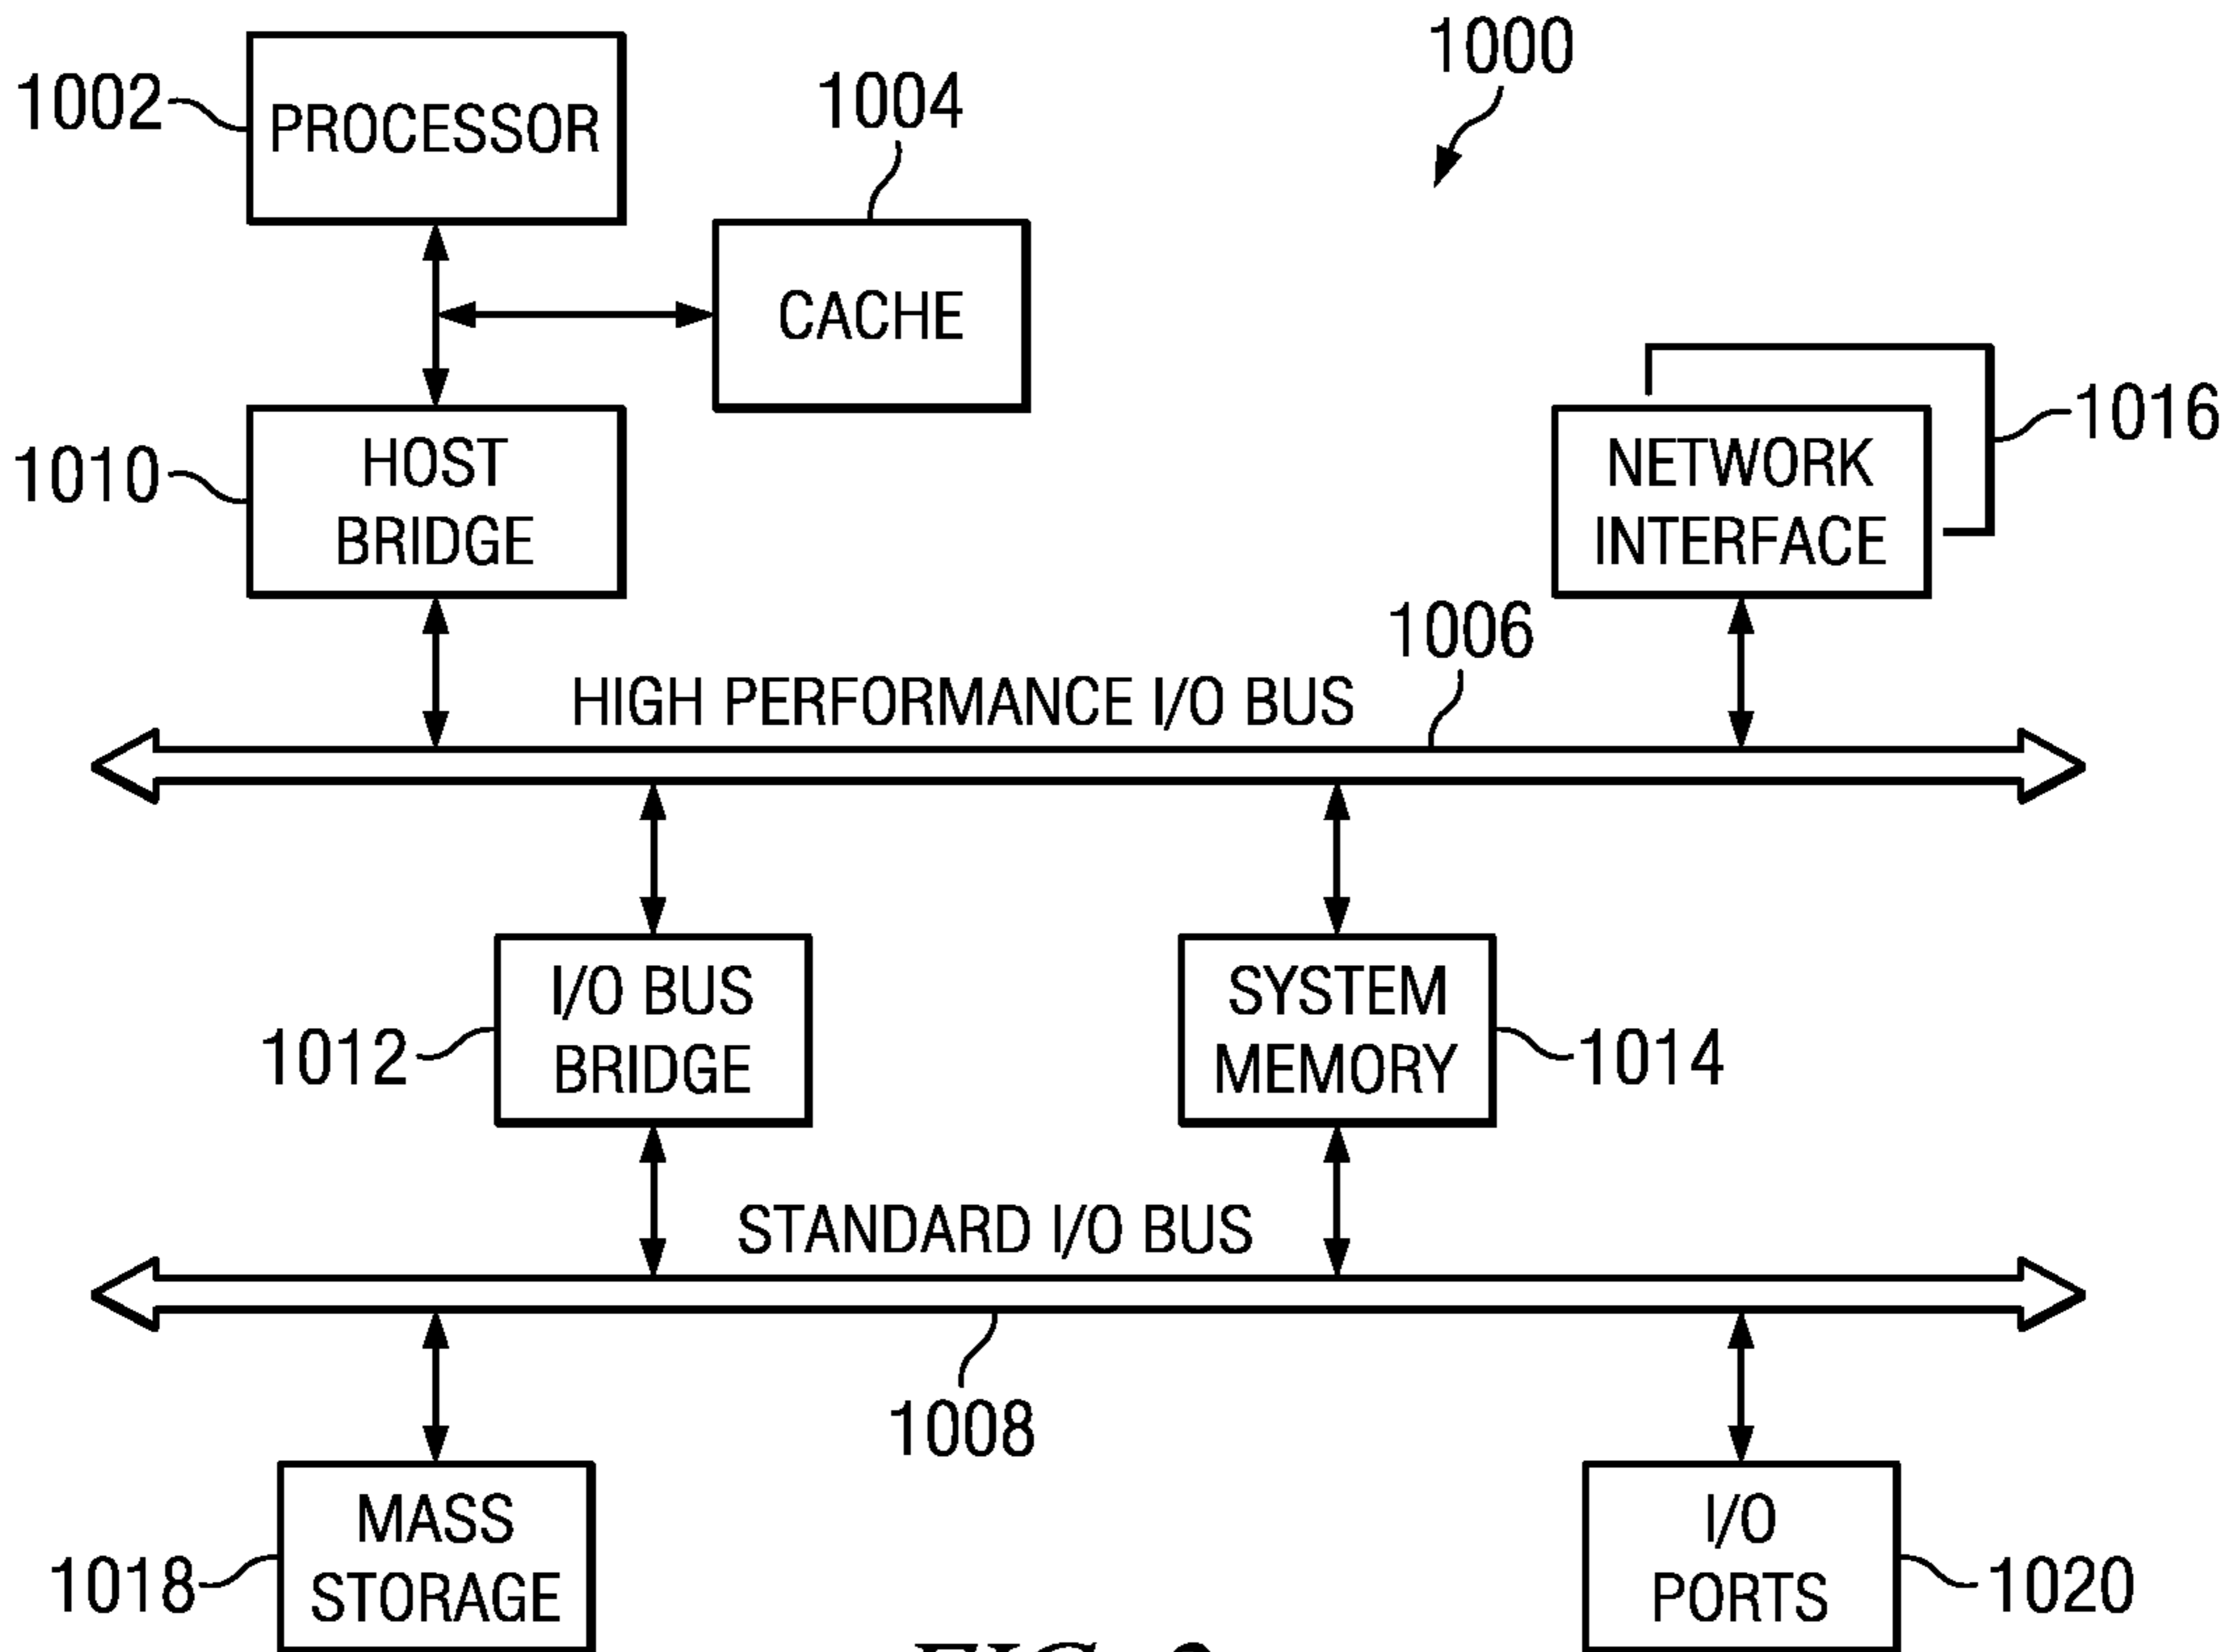 1000
1002
PROCESSOR
1004
CACHE
1010
HOST
BRIDGE
NETWORK
INTERFACE
1016
1006
HIGH PERFORMANCE I/O BUS
I/O BUS
BRIDGE
1012
SYSTEM
MEMORY
1014
STANDARD I/O BUS
1008
MASS
STORAGE
1018
I/O
PORTS
1020